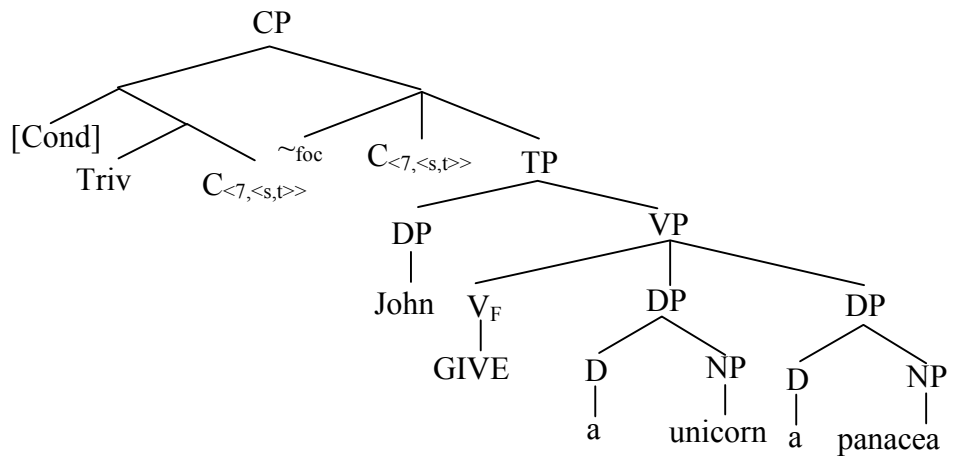 CP
[Cond]
Triv
C<7,<s,t>>
~foc
C<7,<s,t>>
TP
DP
VP
John
VF
DP
DP
GIVE
D
NP
D
NP
a
unicorn
a
panacea